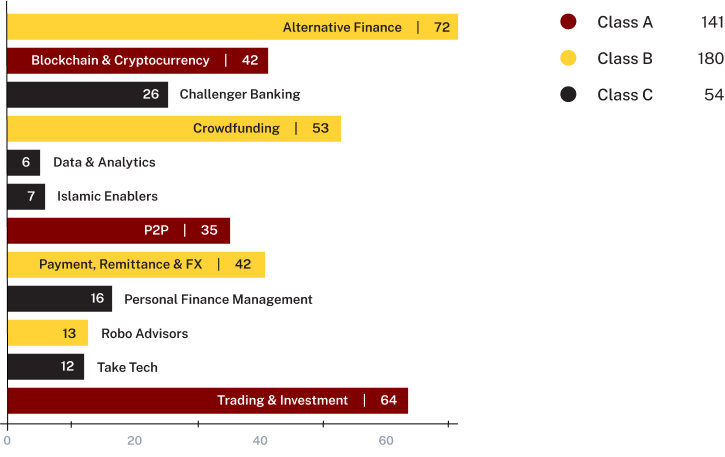 Alternative Finance | 72
Blockchain & Cryptocurrency | 42
26 Challenger Banking
Crowdfunding | 53
6 Data & Analytics
7 Islamic Enablers
P2P | 35
Payment, Remittance & FX | 42
16 Personal Finance Management
13 Robo Advisors
12 Take Tech
Trading & Investment | 64
0 20 40 60
Class A 141
Class B 180
Class C 54